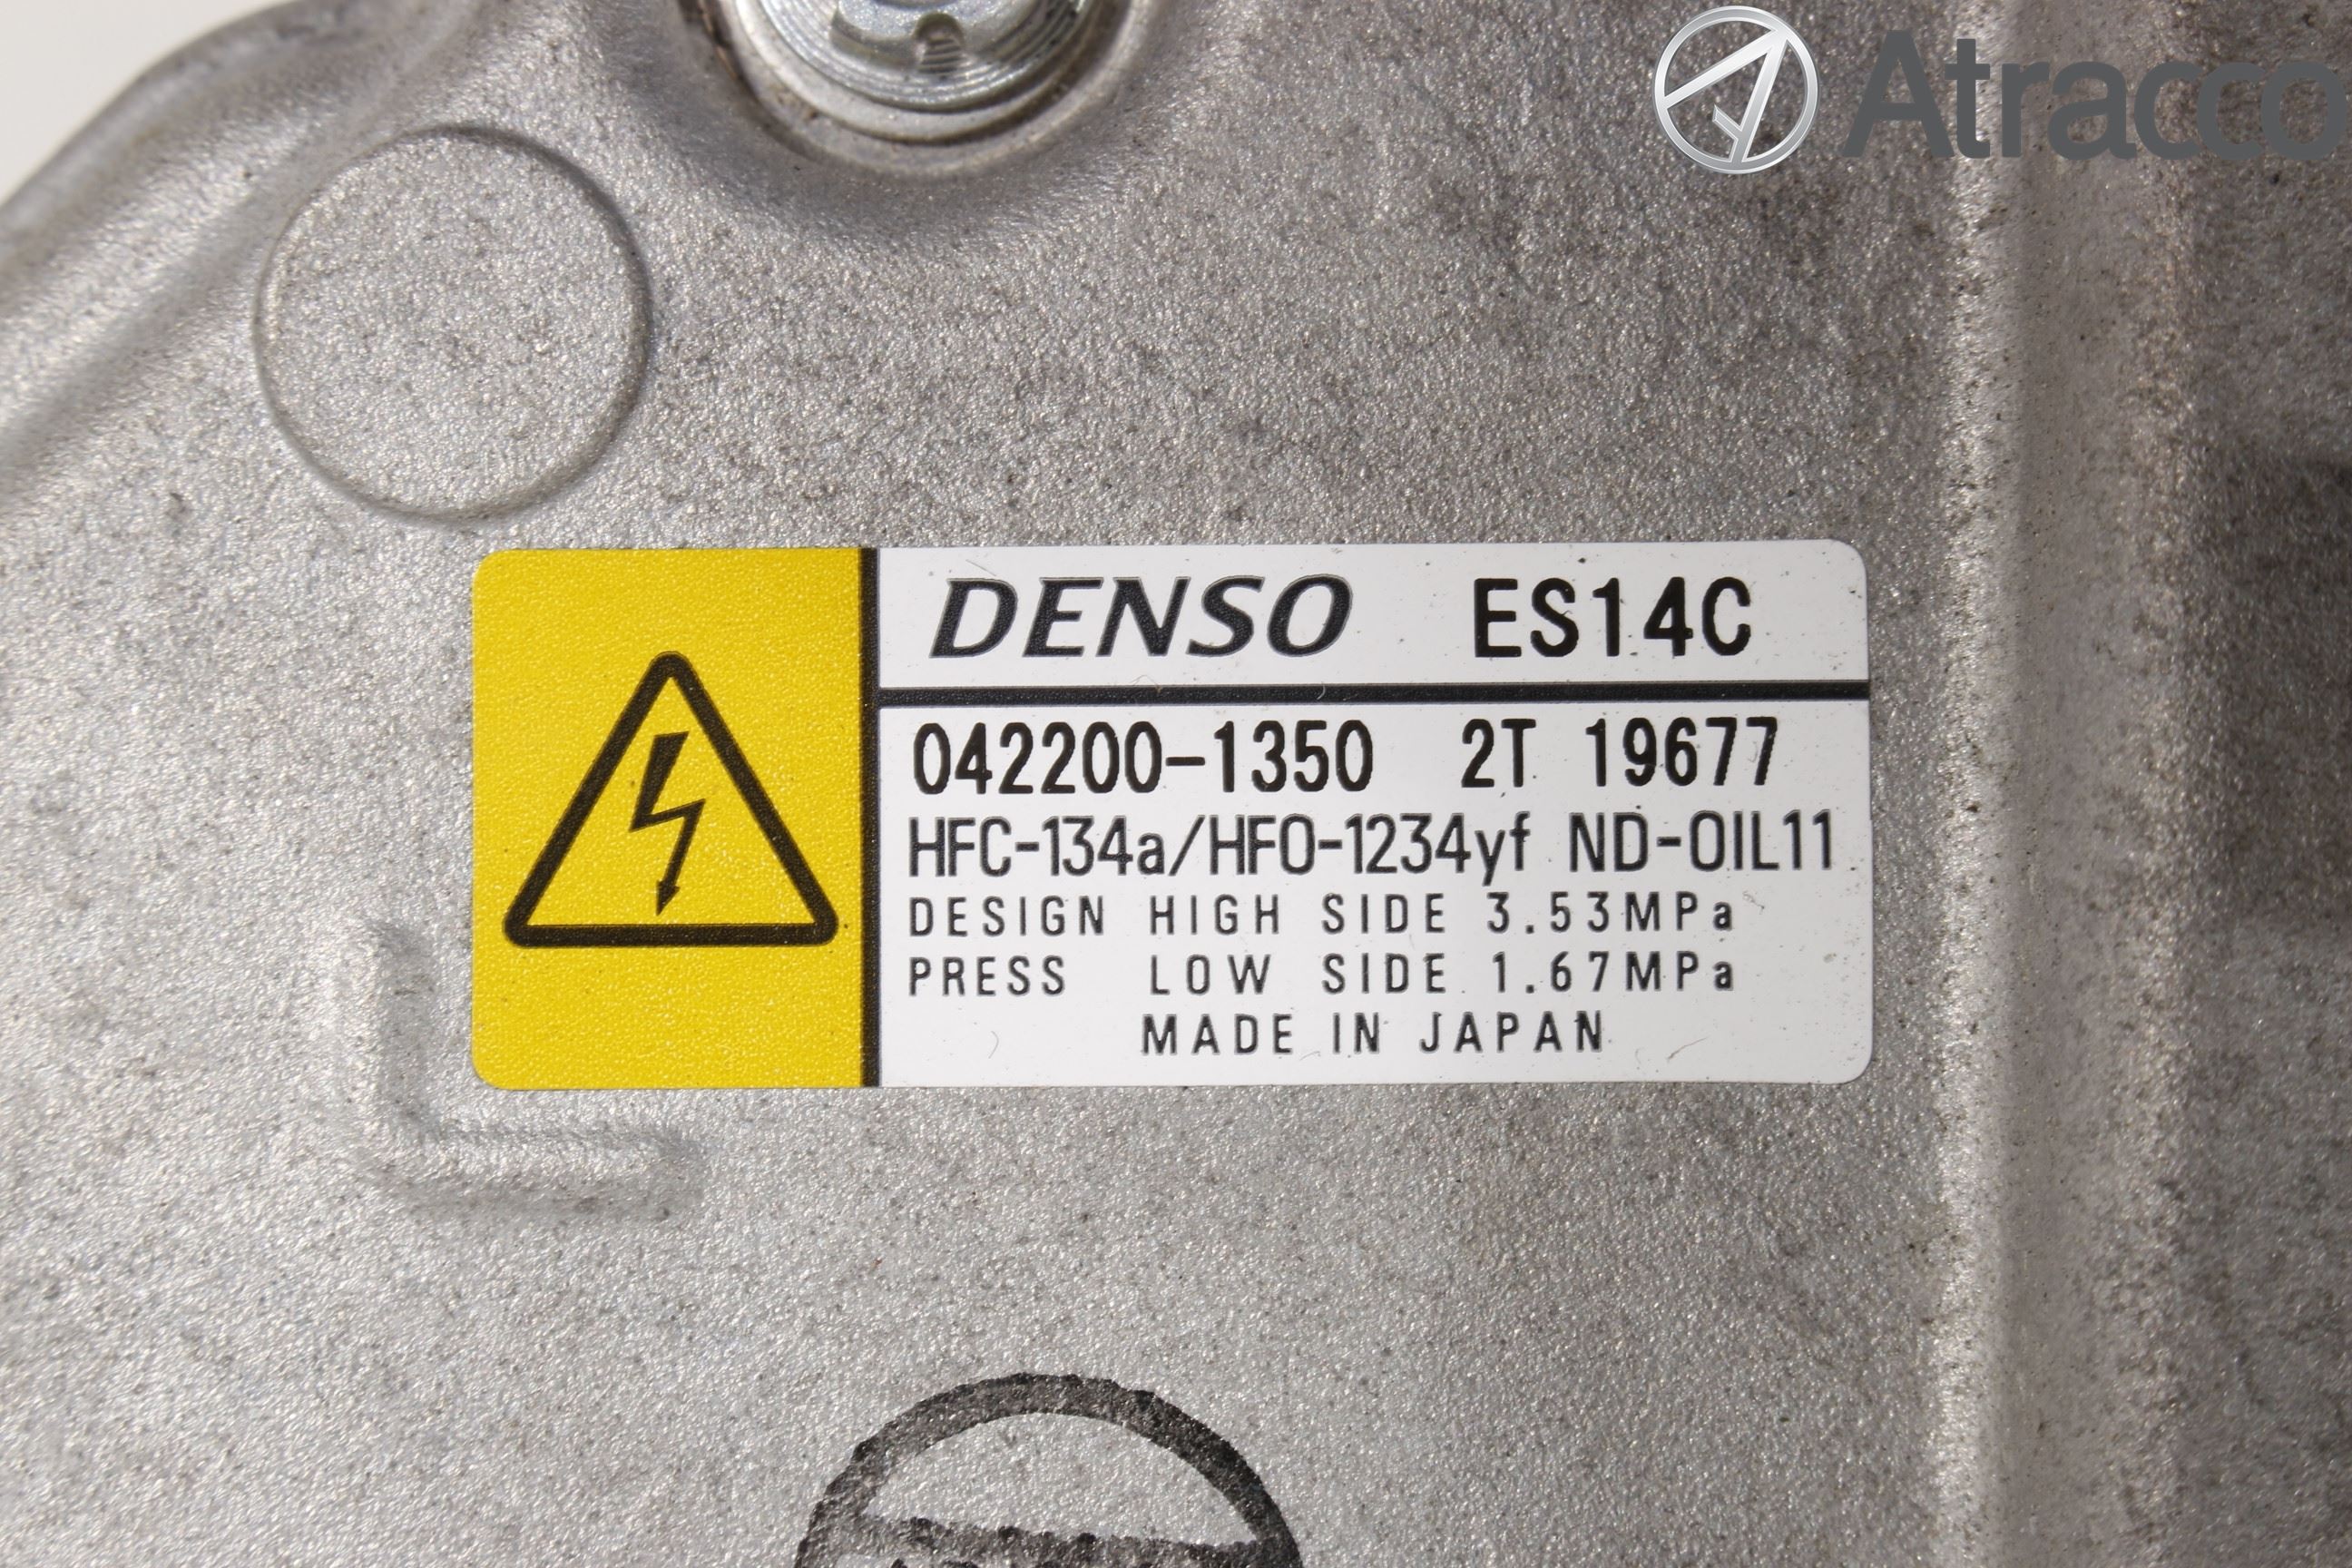 Atracco
DENSO ES14C
042200-1350 2T 19677
HFC-134a/HFO-1234yf ND-OIL11
DESIGN HIGH SIDE 3.53MPa
PRESS LOW SIDE 1.67MPa
MADE IN JAPAN